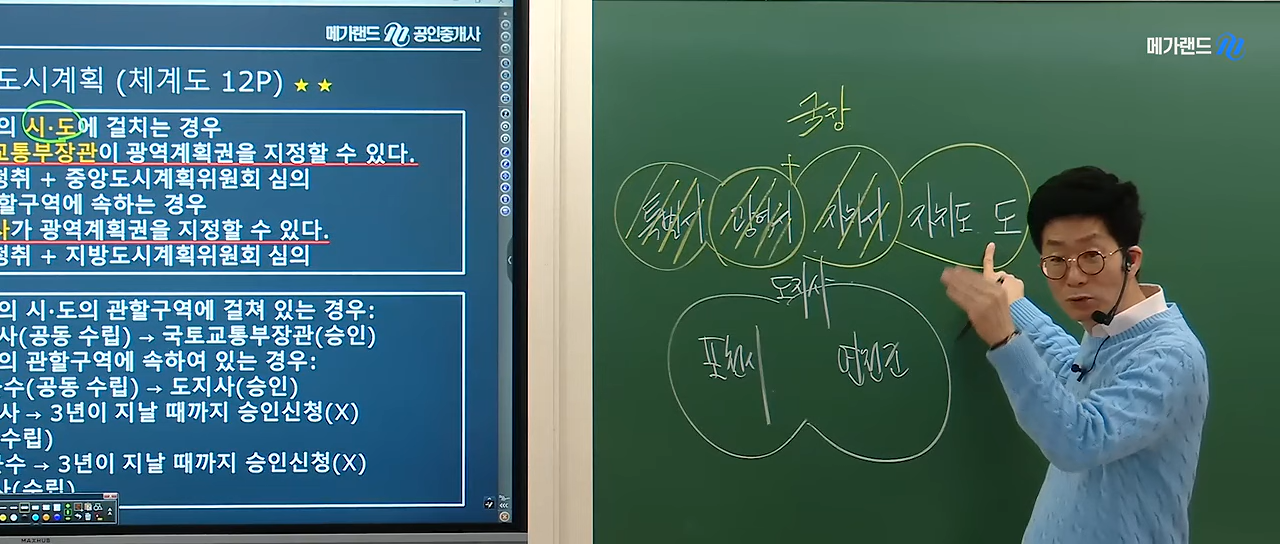 메가랜드 공인중개사
도시계획 (체계도 12P) ★★
의 시·도에 걸치는 경우
교통부장관이 광역계획권을 지정할 수 있다.
청취 + 중앙도시계획위원회 심의
할구역에 속하는 경우
사가 광역계획권을 지정할 수 있다.
청취 + 지방도시계획위원회 심의
의 시·도의 관할구역에 걸쳐 있는 경우:
사(공동 수립) → 국토교통부장관(승인)
의 관할구역에 속하여 있는 경우:
수(공동 수립) → 도지사(승인)
사 → 3년이 지날 때까지 승인신청(X)
수립)
수 → 3년이 지날 때까지 승인신청(X)
사(수립)
MAXHUB
메가랜드
국장
특별시 광역시 자치시 자치도 도
도지사
포천시